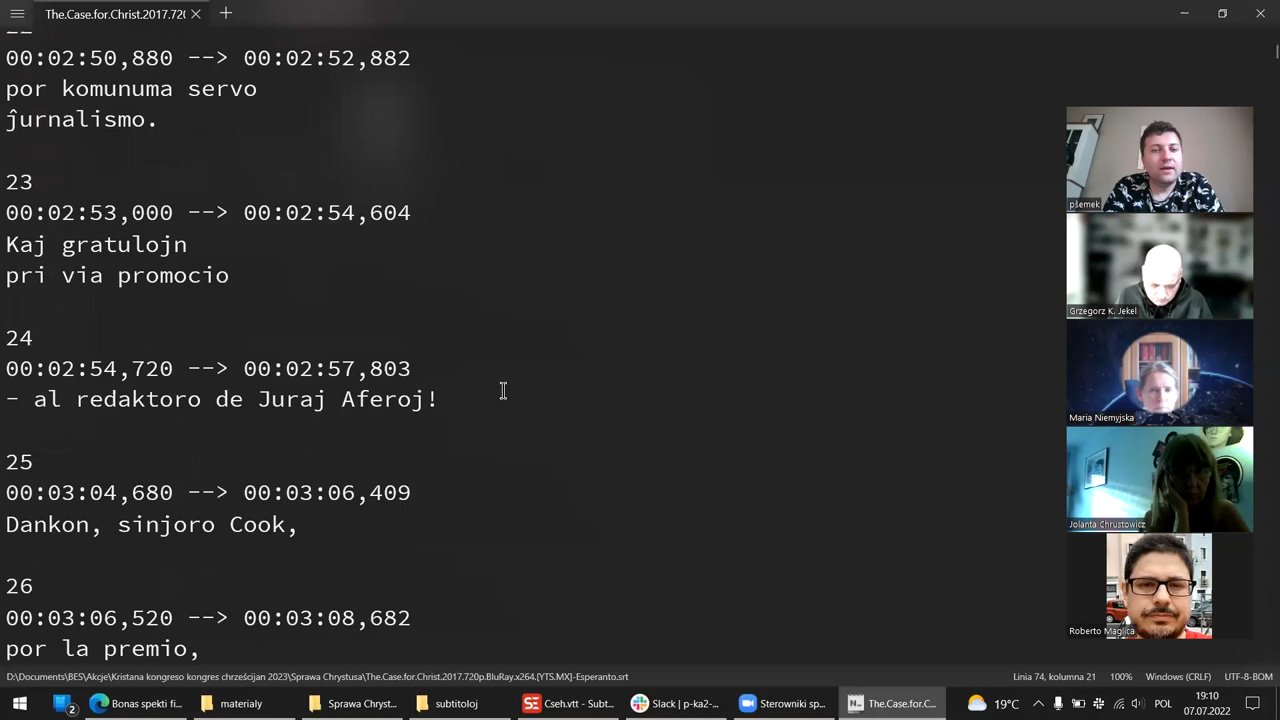 The.Case.for.Christ.2017.720p
00:02:50,880 --> 00:02:52,882
por komunuma servo
ĵurnalismo.
23
00:02:53,000 --> 00:02:54,604
Kaj gratulojn
pri via promocio
24
00:02:54,720 --> 00:02:57,803
- al redaktoro de Juraj Aferoj!
25
00:03:04,680 --> 00:03:06,409
Dankon, sinjoro Cook,
26
00:03:06,520 --> 00:03:08,682
por la premio,
pšemek
Grzegorz K. Jekel
Maria Niemyjska
Jolanta Chrustowicz
Roberto Maglica
D:\Documents\BES\Akcje\Kristana kongreso kongres chrześcijan 2023\Sprawa Chrystusa\The.Case.for.Christ.2017.720p.BluRay.x264.[YTS.MX]-Esperanto.srt
Linia 74, kolumna 21
100%
Windows (CRLF)
UTF-8-BOM
2
Bonas spekti fi...
materialy
Sprawa Chryst...
subtitoloj
Cseh.vtt - Subt...
Slack | p-ka2-...
Sterowniki sp...
The.Case.for.C...
19°C
POL
19:10
07.07.2022